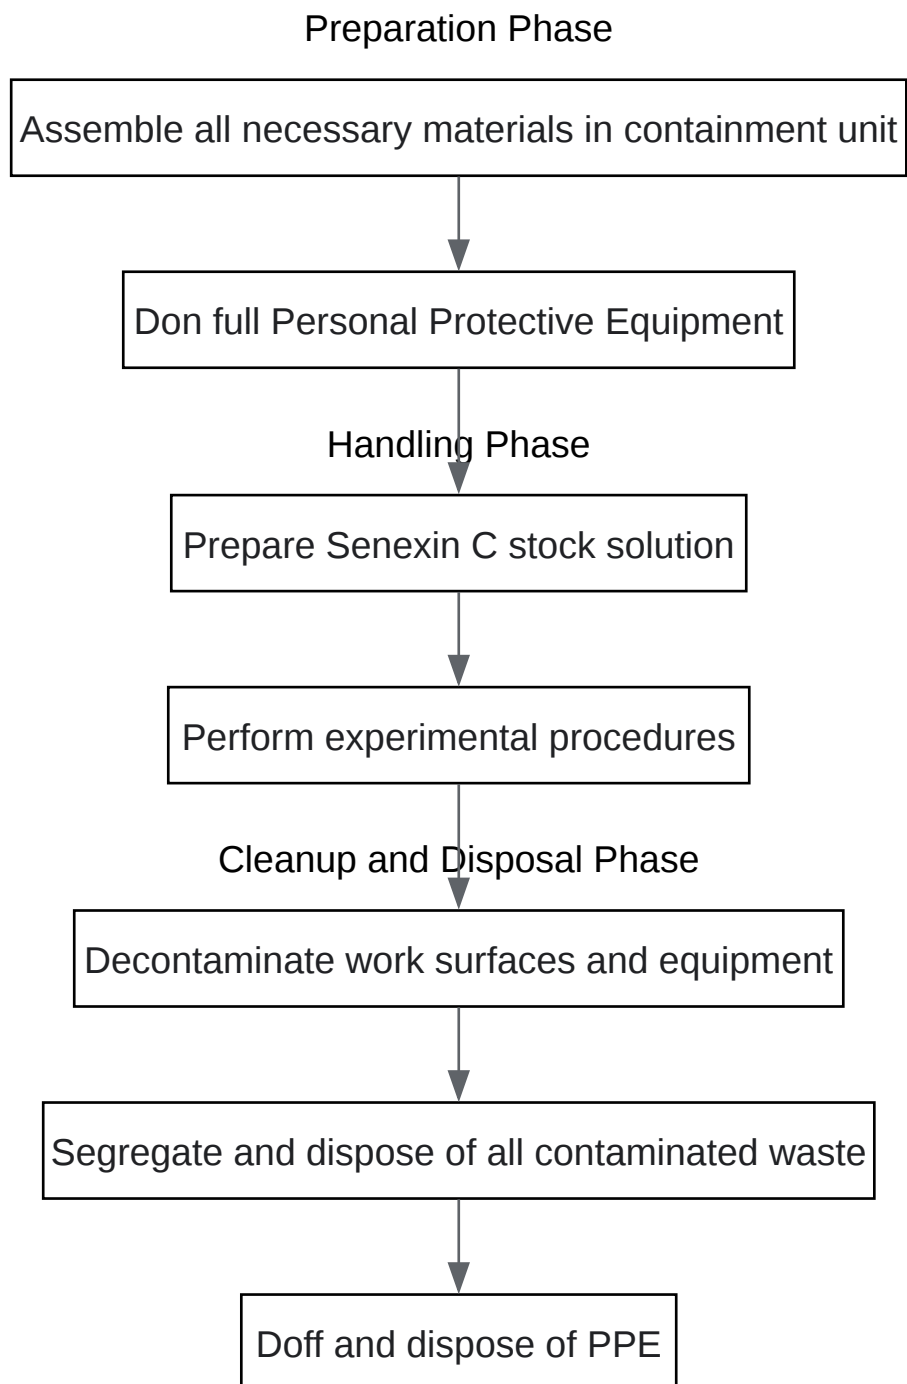 Preparation Phase
Assemble all necessary materials in containment unit
Don full Personal Protective Equipment
Handling Phase
Prepare Senexin C stock solution
Perform experimental procedures
Cleanup and Disposal Phase
Decontaminate work surfaces and equipment
Segregate and dispose of all contaminated waste
Doff and dispose of PPE